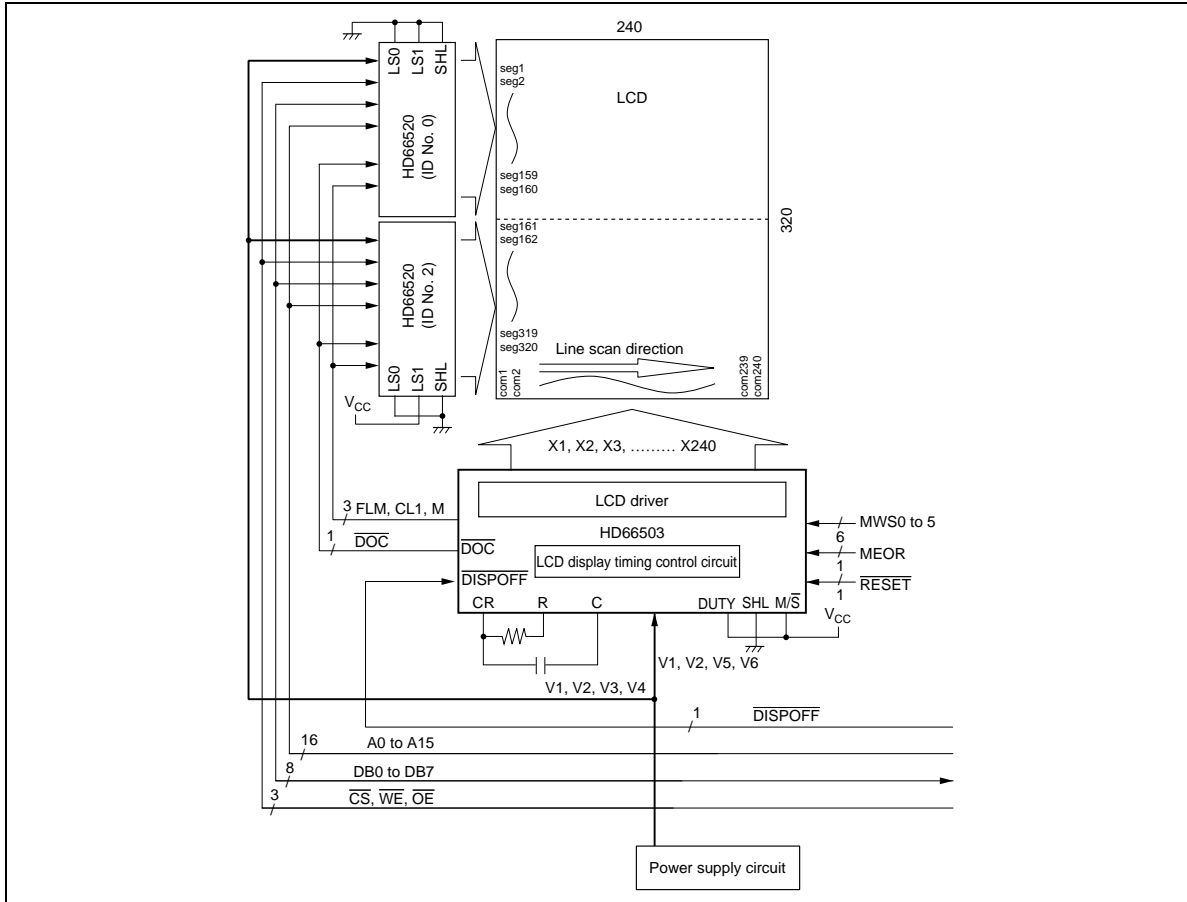 240
LS0
LS1
SHL
HD66520
(ID No. 0)
seg1
seg2
LCD
seg159
seg160
320
seg161
seg162
HD66520
(ID No. 2)
seg319
seg320
Line scan direction
com1
com2
com239
com240
LS0
LS1
SHL
VCC
X1, X2, X3, ......... X240
LCD driver
HD66503
LCD display timing control circuit
3 FLM, CL1, M
1 DOC
DOC
DISPOFF
MWS0 to 5
6
MEOR
1
RESET
1
CR R C DUTY SHL M/S
VCC
V1, V2, V5, V6
V1, V2, V3, V4
1 DISPOFF
16 A0 to A15
8 DB0 to DB7
3 CS, WE, OE
Power supply circuit